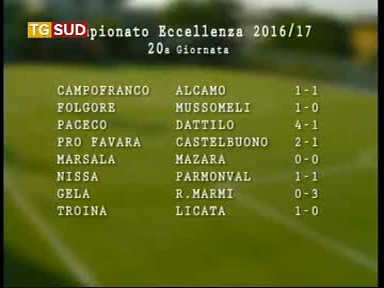 TG SUD
mpionato Eccellenza 2016/17
20a Giornata
CAMPOFRANCO ALCAMO 1-1
FOLGORE MUSSOMELI 1-0
PACECO DATTILO 4-1
PRO FAVARA CASTELBUONO 2-1
MARSALA MAZARA 0-0
NISSA PARMONVAL 1-1
GELA R.MARMI 0-3
TROINA LICATA 1-0